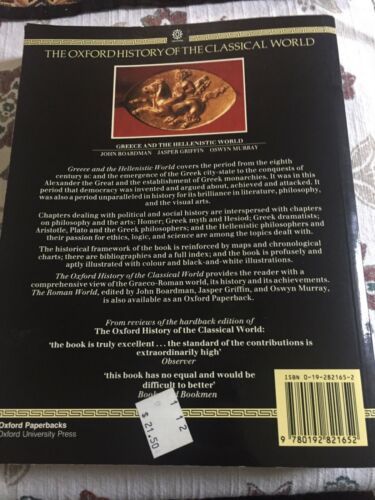 THE OXFORD HISTORY OF THE CLASSICAL WORLD
GREECE AND THE HELLENISTIC WORLD
JOHN BOARDMAN JASPER GRIFFIN OSWYN MURRAY
Greece and the Hellenistic World covers the period from the eighth
century BC and the emergence of the Greek city-state to the conquests of
Alexander the Great and the establishment of Greek monarchies. It was in this
period that democracy was invented and argued about, achieved and attacked. It
was also a period unparalleled in history for its brilliance in literature, philosophy,
and the visual arts.
Chapters dealing with political and social history are interspersed with chapters
on philosophy and the arts: Homer; Greek myth and Hesiod; Greek dramatists;
Aristotle, Plato and the Greek philosophers; and the Hellenistic philosophers and
their passion for ethics, logic, and science are among the topics dealt with.
The historical framework of the book is reinforced by maps and chronological
charts; there are bibliographies and a full index; and the book is profusely and
aptly illustrated with colour and black-and-white illustrations.
The Oxford History of the Classical World provides the reader with a
comprehensive view of the Graeco-Roman world, its history and its achievements.
The Roman World, edited by John Boardman, Jasper Griffin, and Oswyn Murray,
is also available as an Oxford Paperback.
From reviews of the hardback edition of
The Oxford History of the Classical World:
'the book is truly excellent . . . the standard of the contributions is
extraordinarily high'
Observer
'this book has no equal and would be
difficult to better'
Bookmen
112
$21.50
Oxford Paperbacks
Oxford University Press
ISBN 0-19-282165-2
9 780192 821652